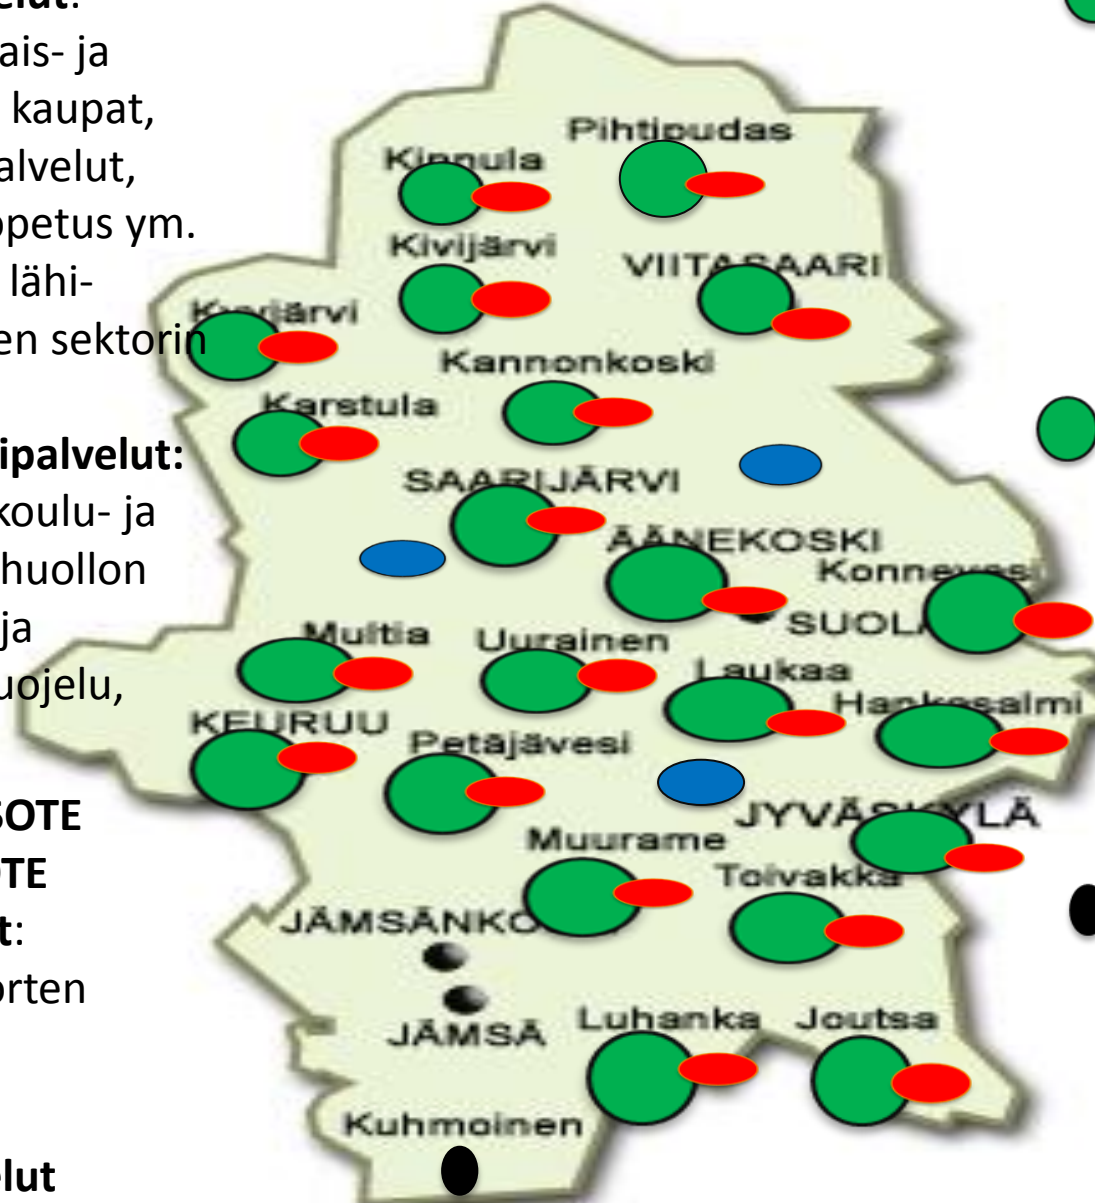 elut:
ais- ja
kaupat,
alvelut,
opetus ym.
lähi-
en sektorin
ipalvelut:
koulu- ja
huollon
ja
uojelu,
SOTE
OTE
t:
orten
elut
Pihtipudas
Kinnula
Kivijärvi
VIITASAARI
Kyyjärvi
Kannonkoski
Karstula
SAARIJÄRVI
ÄÄNEKOSKI
Konnevesi
SUOLA
Multia
Uurainen
Laukaa
Hankasalmi
KEURUU
Petäjävesi
JYVÄSKYLÄ
Muurame
Toivakka
JÄMSÄNKO
JÄMSÄ
Luhanka
Joutsa
Kuhmoinen